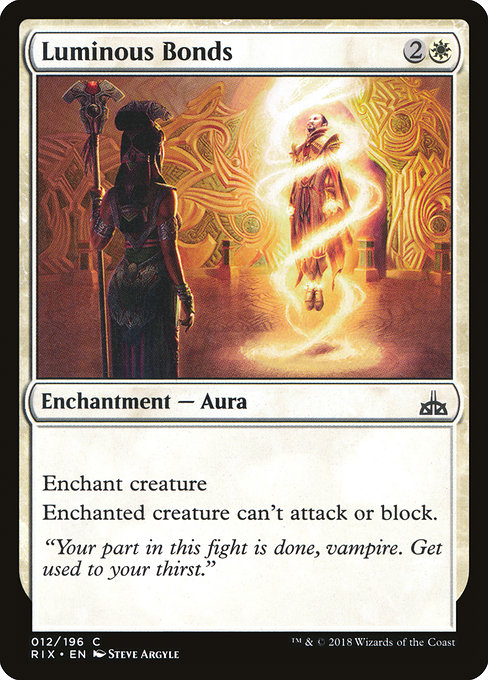 Luminous Bonds 2
Enchantment — Aura
Enchant creature
Enchanted creature can't attack or block.
“Your part in this fight is done, vampire. Get
used to your thirst.”
012/196 C
RIX • EN Steve Argyle
™ & © 2018 Wizards of the Coast